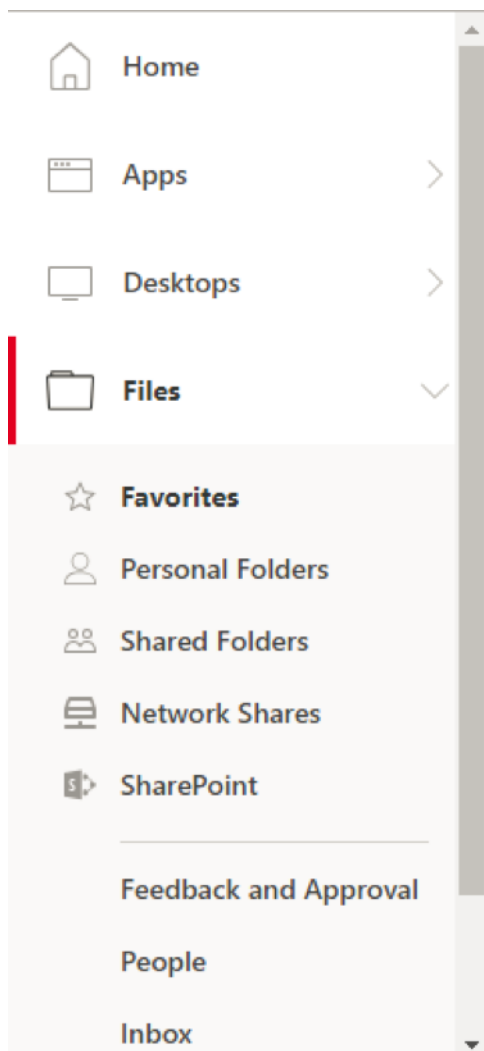 Home
Apps
Desktops
Files
Favorites
Personal Folders
Shared Folders
Network Shares
SharePoint
Feedback and Approval
People
Inbox